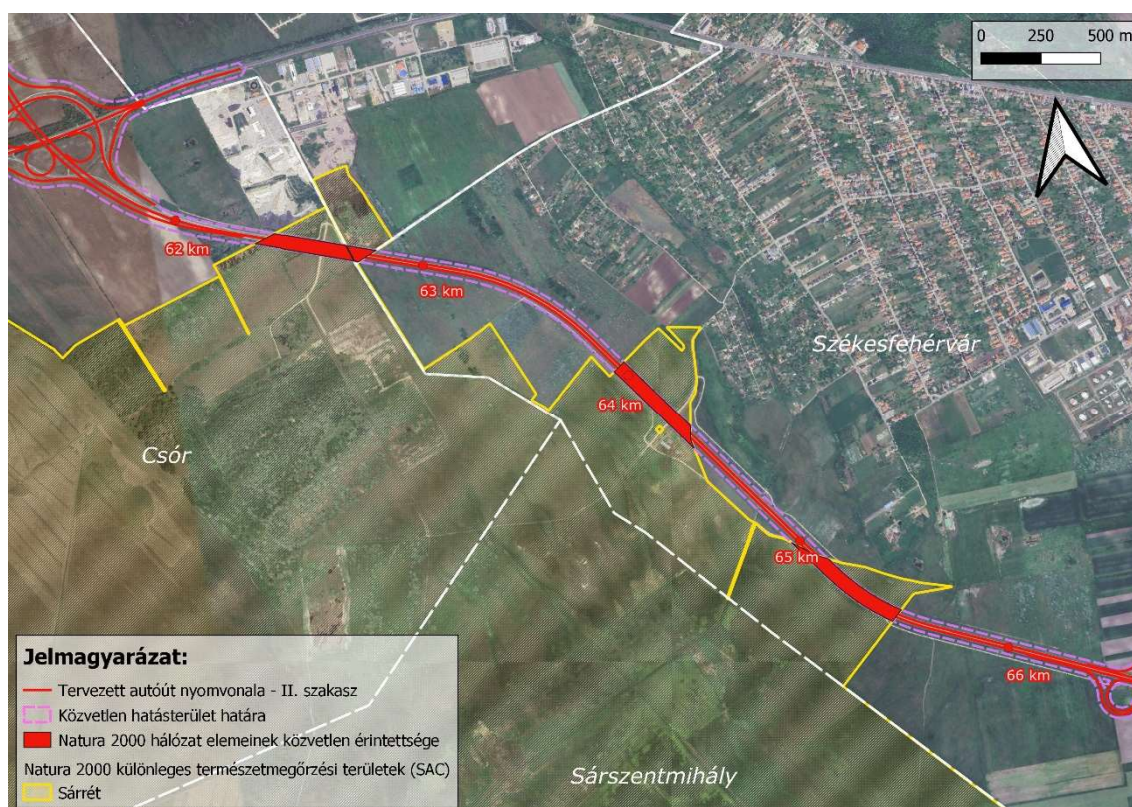 0 250 500 m
62 km
63 km
Székesfehérvár
64 km
Csór
65 km
66 km
Sárszentmihály
Jelmagyarázat:
Tervezett autóút nyomvonala - II. szakasz
Közvetlen hatásterület határa
Natura 2000 hálózat elemeinek közvetlen érintettsége
Natura 2000 különleges természetmegőrzési területek (SAC)
Sárrét